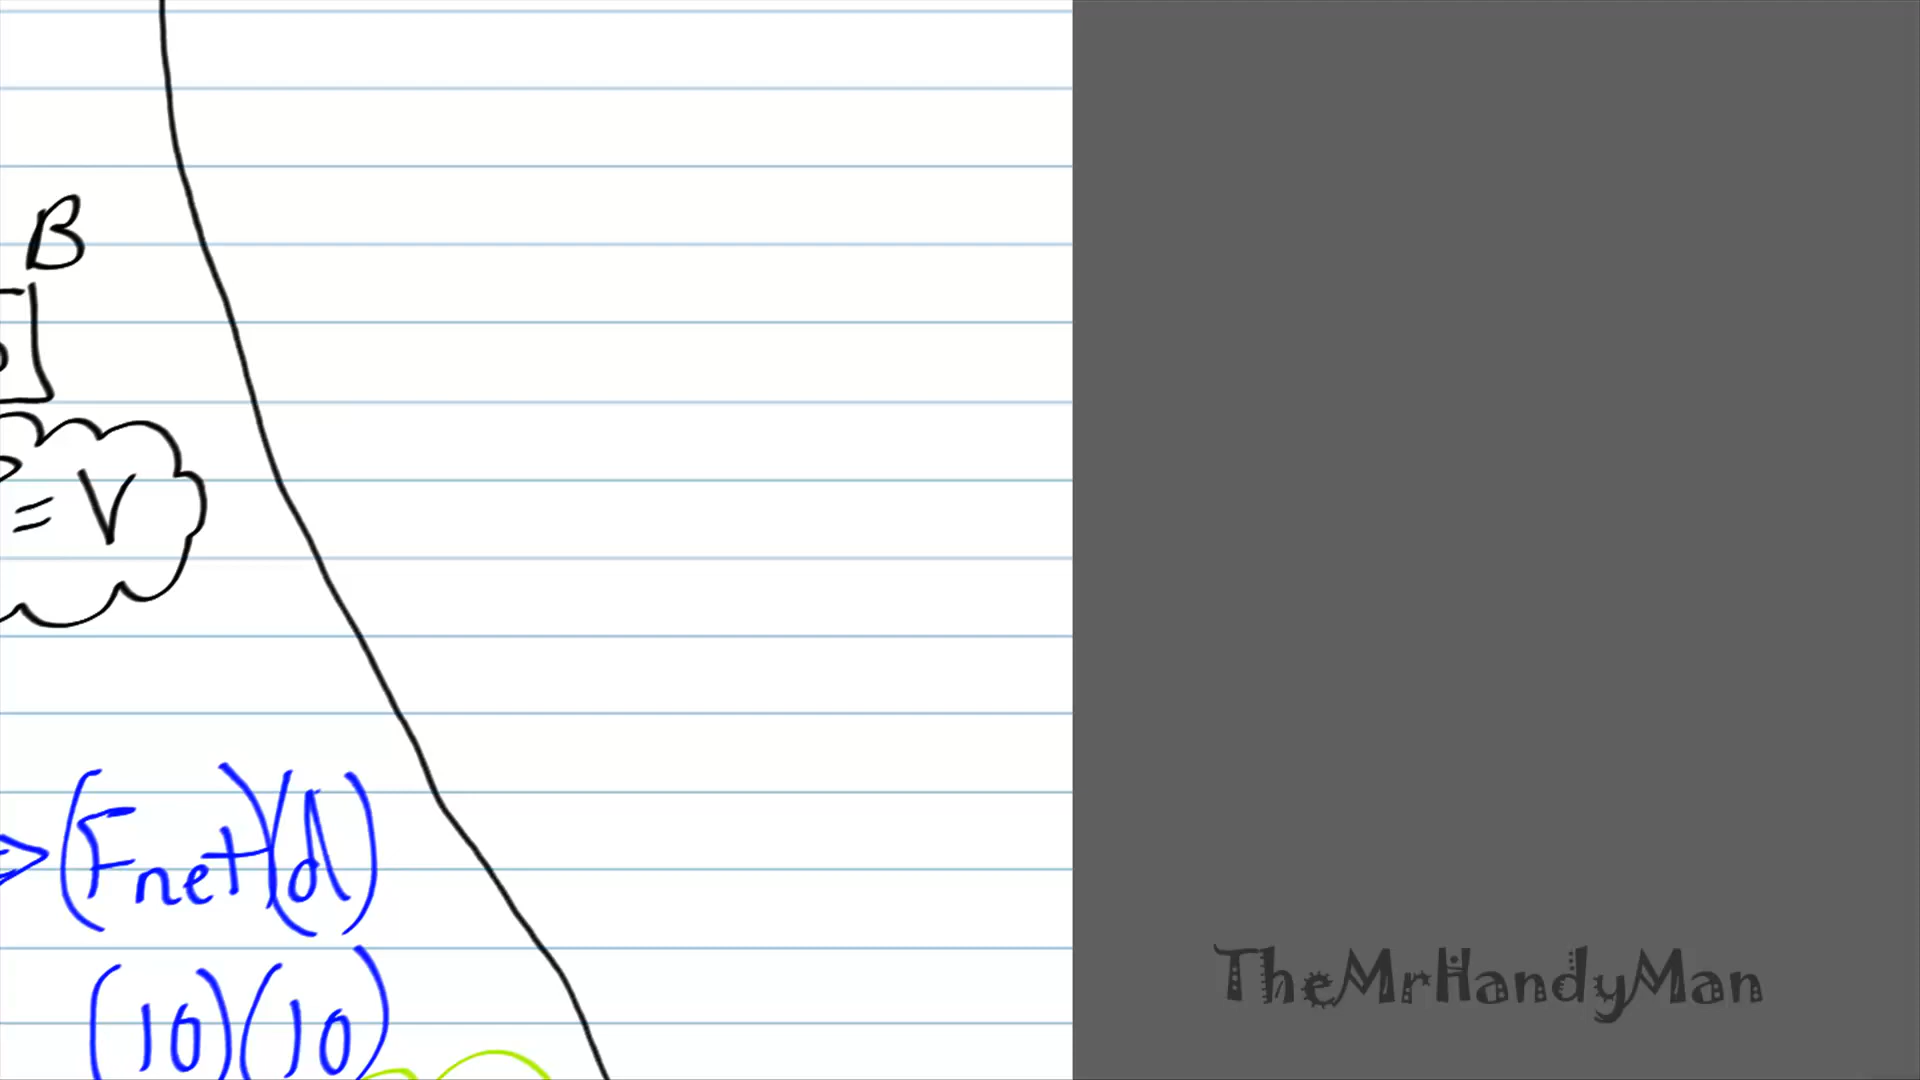 B
= V
(Fnet)(d)
(10)(10)
TheMrHandyMan